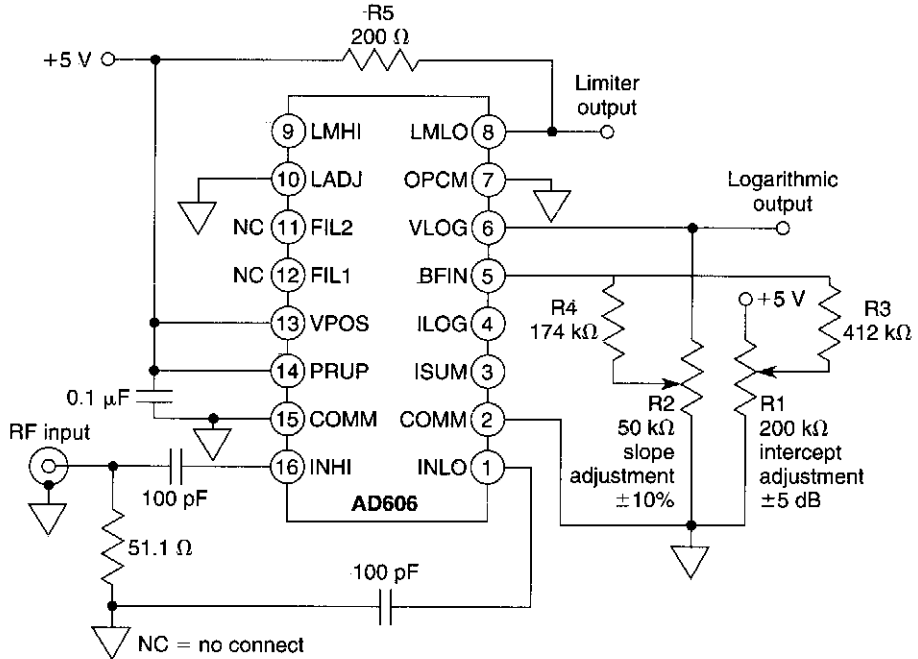 R5
200 Ω
+5 V
Limiter
output
9 LMHI
LMLO 8
10 LADJ
OPCM 7
Logarithmic
output
NC 11 FIL2
VLOG 6
NC 12 FIL1
BFIN 5
+5 V
R4
174 kΩ
R3
412 kΩ
13 VPOS
ILOG 4
14 PRUP
ISUM 3
0.1 µF
15 COMM
COMM 2
R2
50 kΩ
slope
adjustment
±10%
R1
200 kΩ
intercept
adjustment
±5 dB
RF input
16 INHI
INLO 1
100 pF
AD606
51.1 Ω
100 pF
NC = no connect